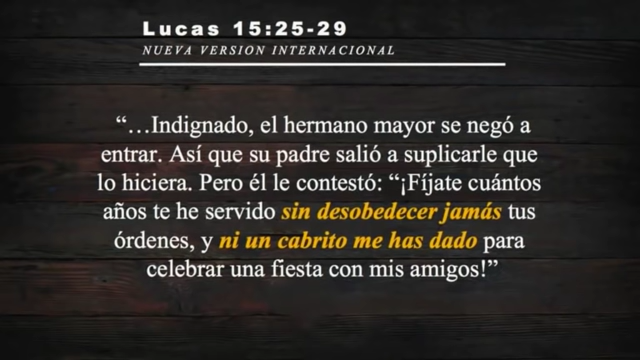 Lucas 15:25-29
NUEVA VERSION INTERNACIONAL
“…Indignado, el hermano mayor se negó a
entrar. Así que su padre salió a suplicarle que
lo hiciera. Pero él le contestó: “¡Fíjate cuántos
años te he servido sin desobedecer jamás tus
órdenes, y ni un cabrito me has dado para
celebrar una fiesta con mis amigos!”